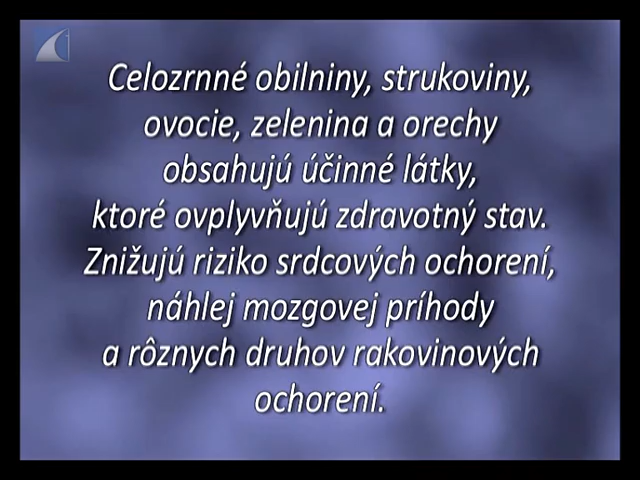 Celozrnné obilniny, strukoviny,
ovocie, zelenina a orechy
obsahujú účinné látky,
ktoré ovplyvňujú zdravotný stav.
Znižujú riziko srdcových ochorení,
náhlej mozgovej príhody
a rôznych druhov rakovinových
ochorení.